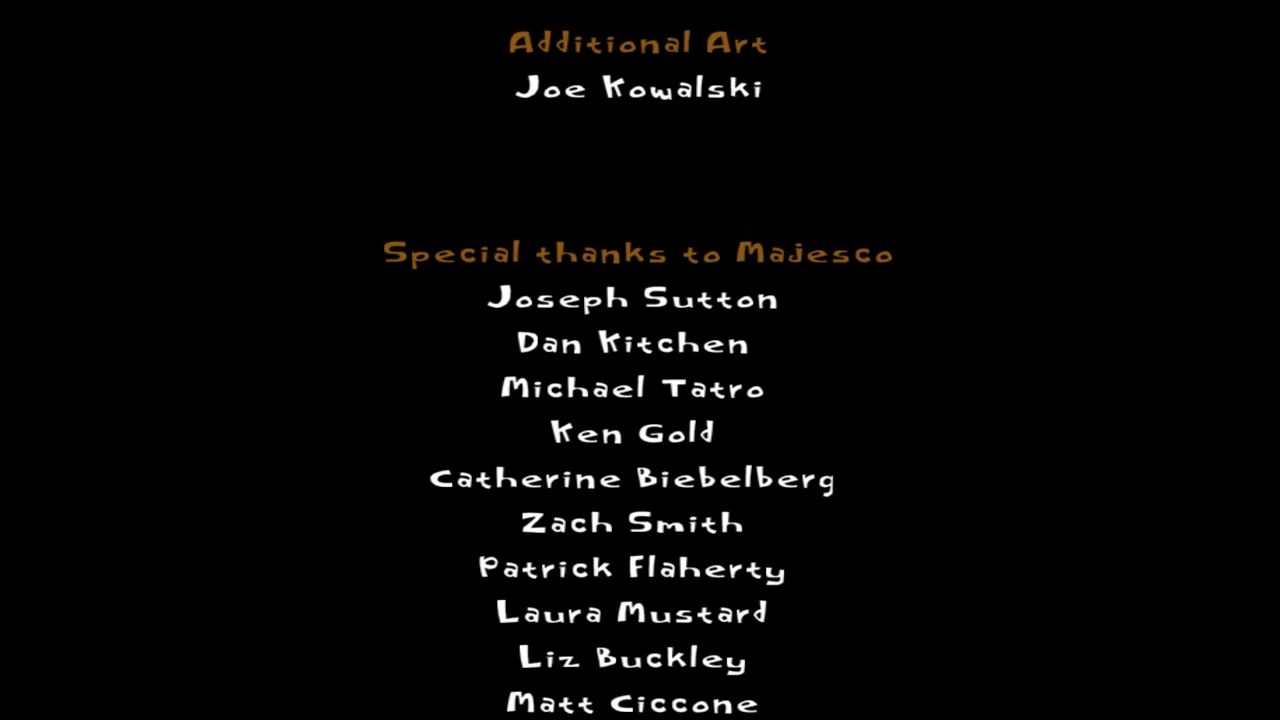 Additional Art
Joe Kowalski
Special thanks to Majesco
Joseph Sutton
Dan Kitchen
Michael Tatro
Ken Gold
Catherine Biebelberg
Zach Smith
Patrick Flaherty
Laura Mustard
Liz Buckley
Matt Ciccone